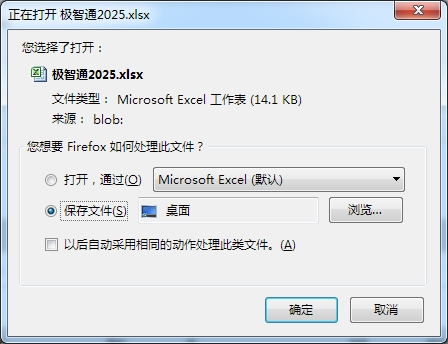 正在打开 极智通2025.xlsx
您选择了打开：
极智通2025.xlsx
文件类型： Microsoft Excel 工作表 (14.1 KB)
来源： blob:
您想要 Firefox 如何处理此文件？
打开，通过(O) Microsoft Excel (默认)
保存文件(S) 桌面 浏览...
以后自动采用相同的动作处理此类文件。(A)
确定 取消